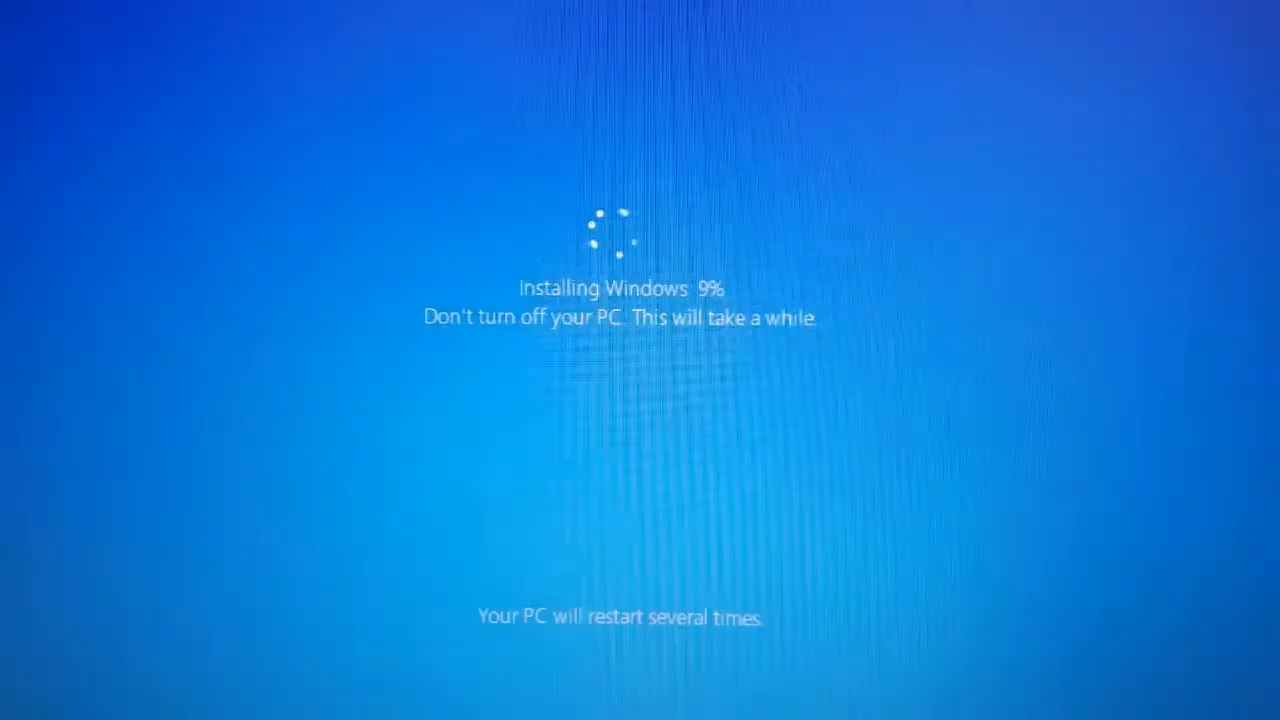 Installing Windows 9%
Don't turn off your PC. This will take a while.
Your PC will restart several times.